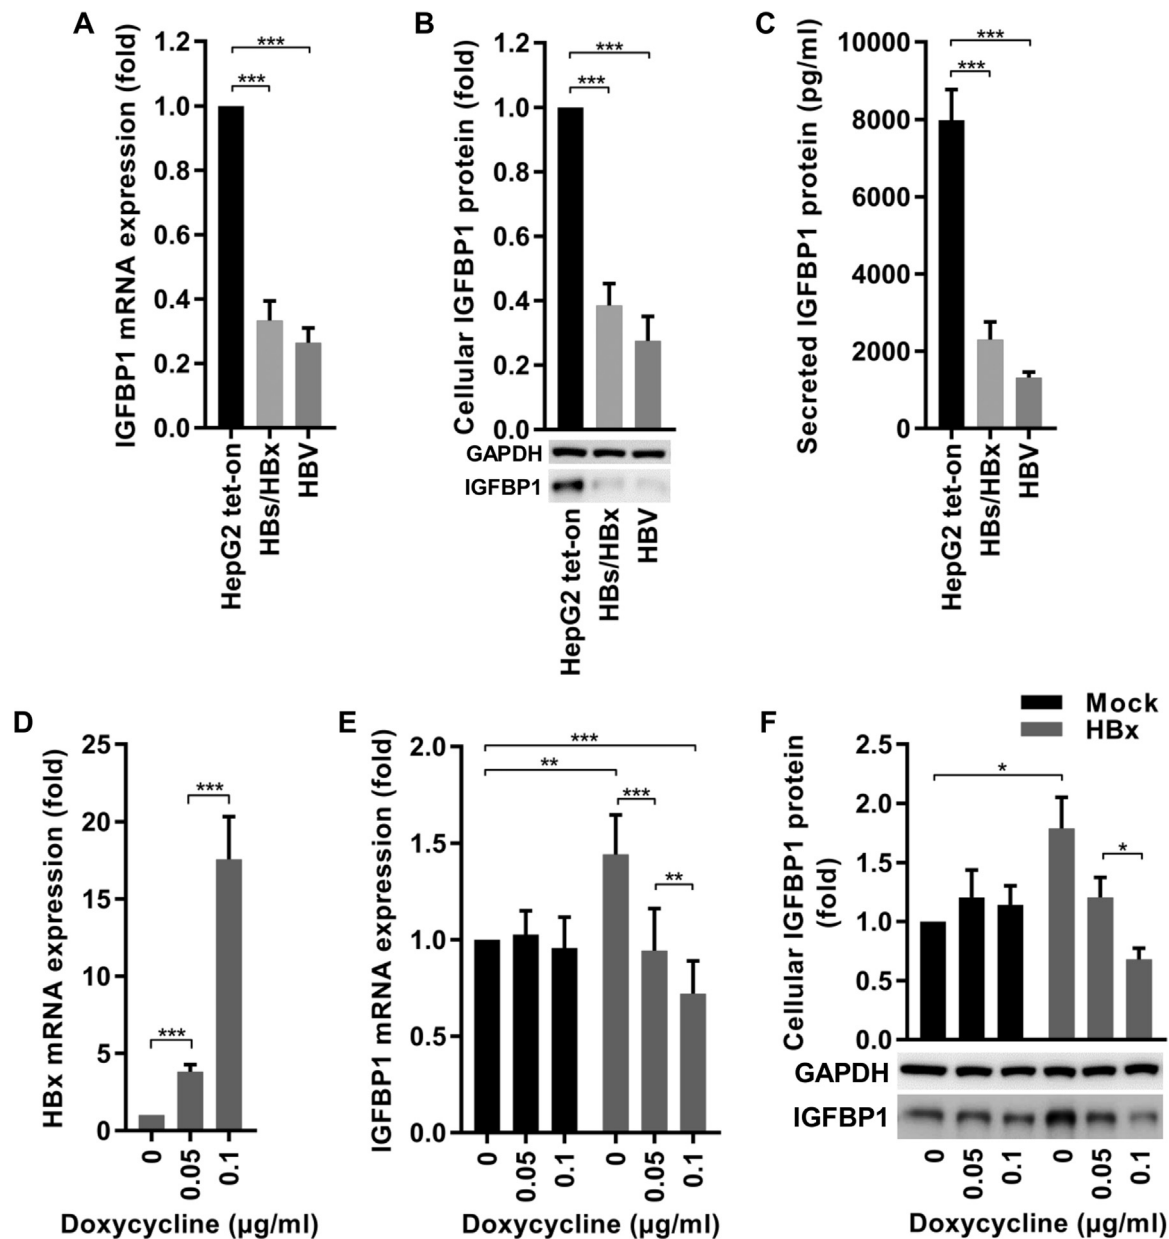 A
IGFBP1 mRNA expression (fold)
1.2
1.0
0.8
0.6
0.4
0.2
0.0
***
***
HepG2 tet-on
HBs/HBx
HBV
B
Cellular IGFBP1 protein (fold)
1.2
1.0
0.8
0.6
0.4
0.2
0.0
***
***
GAPDH
IGFBP1
HepG2 tet-on
HBs/HBx
HBV
C
Secreted IGFBP1 protein (pg/ml)
10000
8000
6000
4000
2000
0
***
***
HepG2 tet-on
HBs/HBx
HBV
D
HBx mRNA expression (fold)
25
20
15
10
5
0
***
***
0
0.05
0.1
Doxycycline (µg/ml)
E
IGFBP1 mRNA expression (fold)
2.0
1.5
1.0
0.5
0.0
***
**
***
**
0
0.05
0.1
0
0.05
0.1
Doxycycline (µg/ml)
F
Mock
HBx
Cellular IGFBP1 protein
(fold)
2.5
2.0
1.5
1.0
0.5
0.0
*
*
GAPDH
IGFBP1
0
0.05
0.1
0
0.05
0.1
Doxycycline (µg/ml)